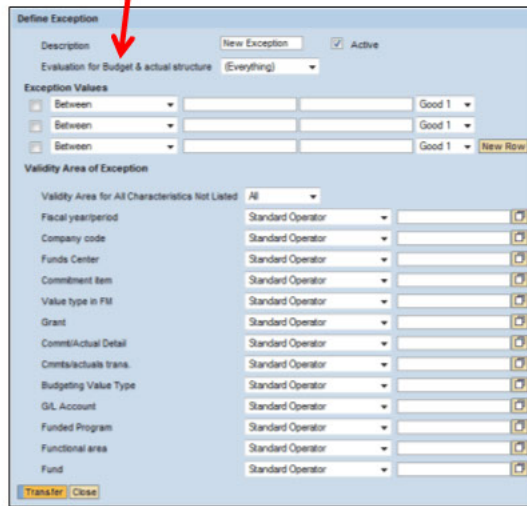 Define Exception
Description New Exception Active
Evaluation for Budget & actual structure (Everything)
Exception Values
Between Good 1
Between Good 1
Between Good 1 New Row
Validity Area of Exception
Validity Area for All Characteristics Not Listed All
Fiscal year/period Standard Operator
Company code Standard Operator
Funds Center Standard Operator
Commitment item Standard Operator
Value type in FM Standard Operator
Grant Standard Operator
Commt/Actual Detail Standard Operator
Cmmts/actuals trans. Standard Operator
Budgeting Value Type Standard Operator
G/L Account Standard Operator
Funded Program Standard Operator
Functional area Standard Operator
Fund Standard Operator
Transfer Close